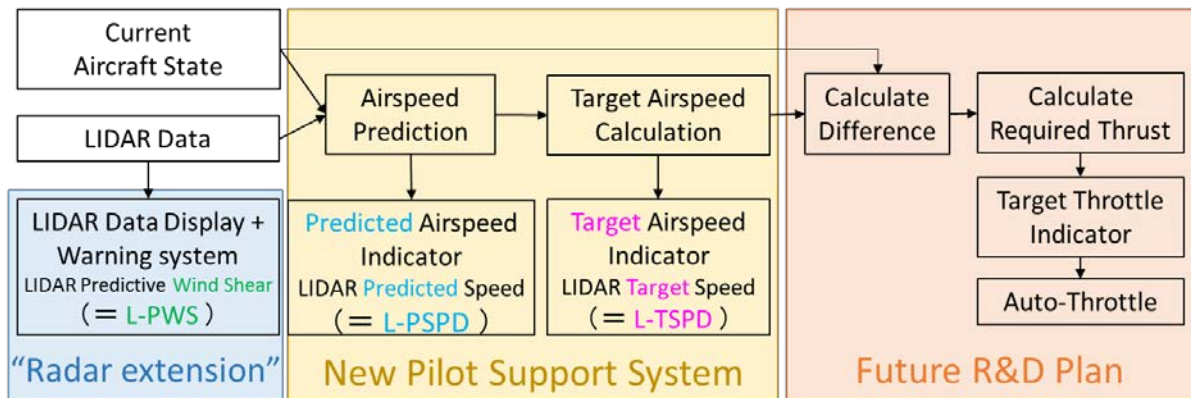 Current
Aircraft State
LIDAR Data
LIDAR Data Display +
Warning system
LIDAR Predictive Wind Shear
(= L-PWS)
"Radar extension"
Airspeed
Prediction
Target Airspeed
Calculation
Predicted Airspeed
Indicator
LIDAR Predicted Speed
(= L-PSPD)
Target Airspeed
Indicator
LIDAR Target Speed
(= L-TSPD)
New Pilot Support System
Calculate
Difference
Calculate
Required Thrust
Target Throttle
Indicator
Auto-Throttle
Future R&D Plan